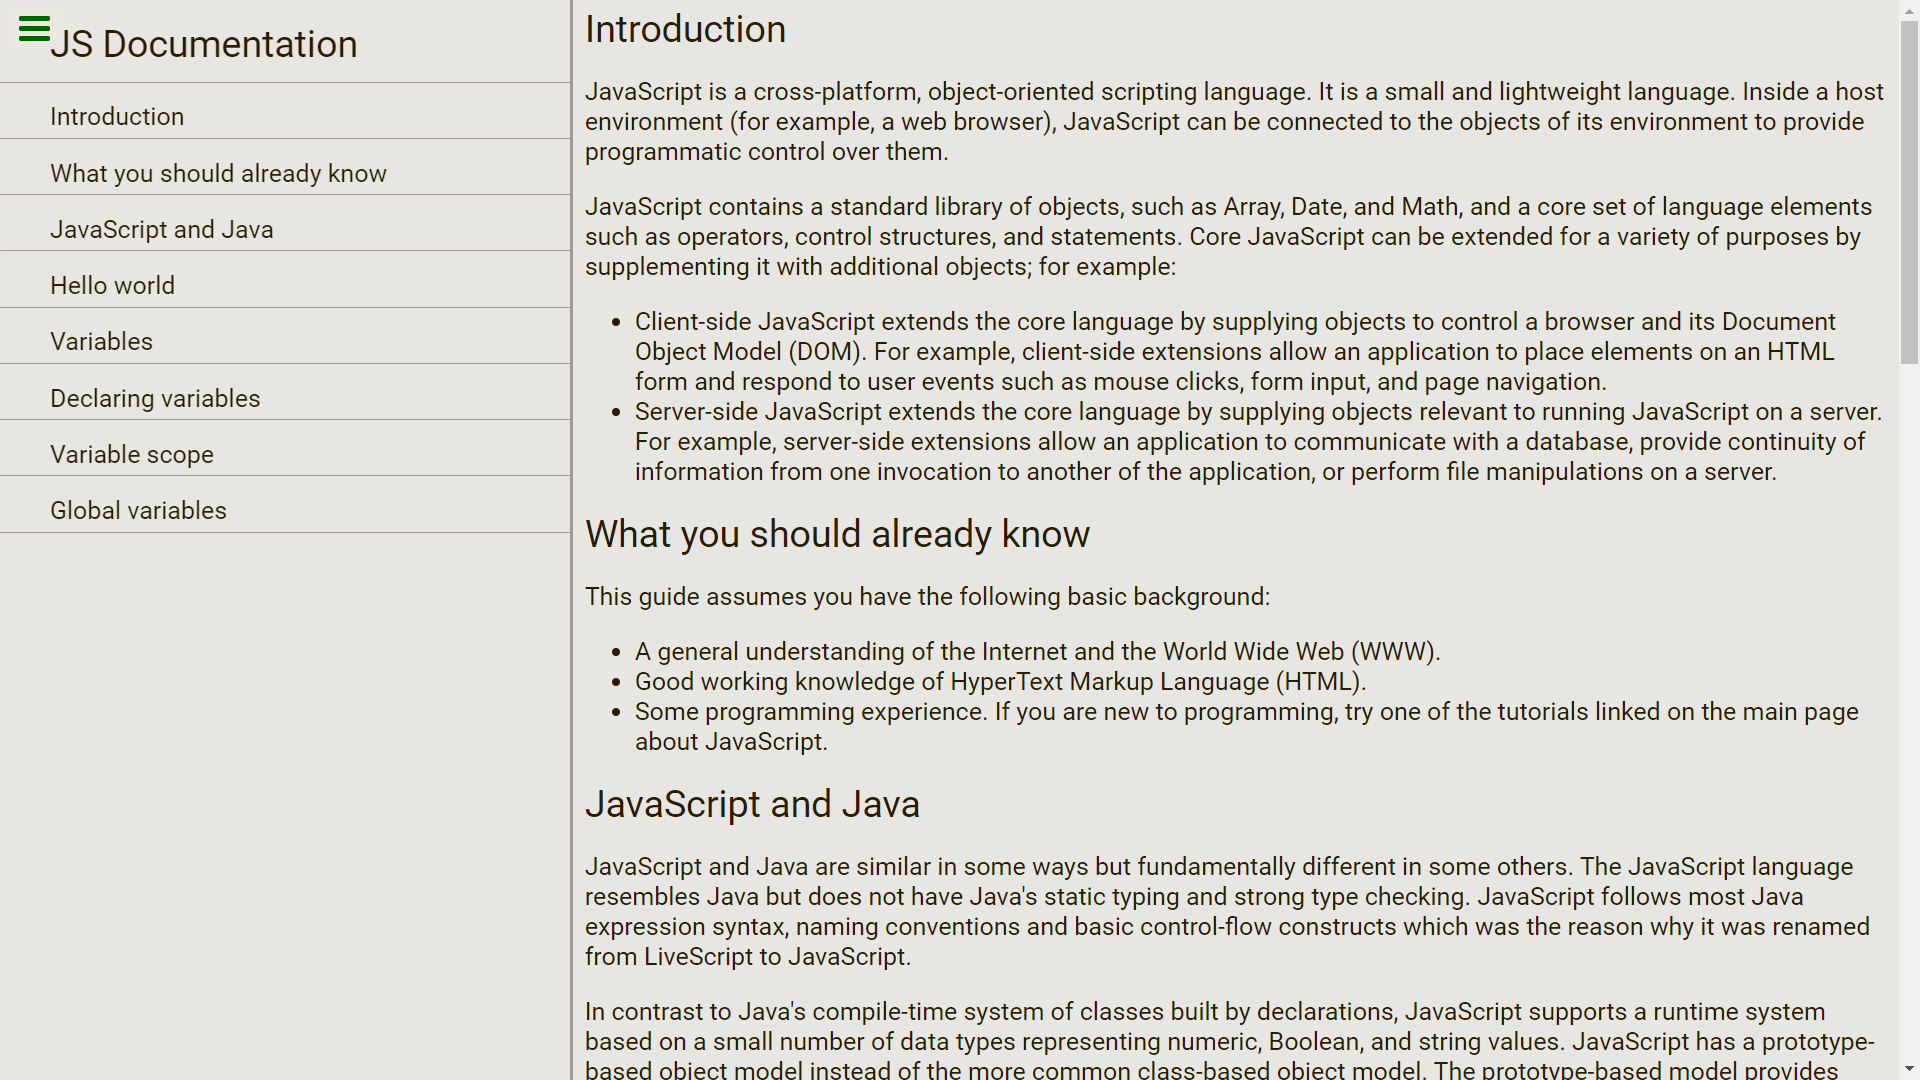 JS Documentation
Introduction
What you should already know
JavaScript and Java
Hello world
Variables
Declaring variables
Variable scope
Global variables
Introduction
JavaScript is a cross-platform, object-oriented scripting language. It is a small and lightweight language. Inside a host
environment (for example, a web browser), JavaScript can be connected to the objects of its environment to provide
programmatic control over them.
JavaScript contains a standard library of objects, such as Array, Date, and Math, and a core set of language elements
such as operators, control structures, and statements. Core JavaScript can be extended for a variety of purposes by
supplementing it with additional objects; for example:
• Client-side JavaScript extends the core language by supplying objects to control a browser and its Document
Object Model (DOM). For example, client-side extensions allow an application to place elements on an HTML
form and respond to user events such as mouse clicks, form input, and page navigation.
• Server-side JavaScript extends the core language by supplying objects relevant to running JavaScript on a server.
For example, server-side extensions allow an application to communicate with a database, provide continuity of
information from one invocation to another of the application, or perform file manipulations on a server.
What you should already know
This guide assumes you have the following basic background:
• A general understanding of the Internet and the World Wide Web (WWW).
• Good working knowledge of HyperText Markup Language (HTML).
• Some programming experience. If you are new to programming, try one of the tutorials linked on the main page
about JavaScript.
JavaScript and Java
JavaScript and Java are similar in some ways but fundamentally different in some others. The JavaScript language
resembles Java but does not have Java's static typing and strong type checking. JavaScript follows most Java
expression syntax, naming conventions and basic control-flow constructs which was the reason why it was renamed
from LiveScript to JavaScript.
In contrast to Java's compile-time system of classes built by declarations, JavaScript supports a runtime system
based on a small number of data types representing numeric, Boolean, and string values. JavaScript has a prototype-
based object model instead of the more common class-based object model. The prototype-based model provides